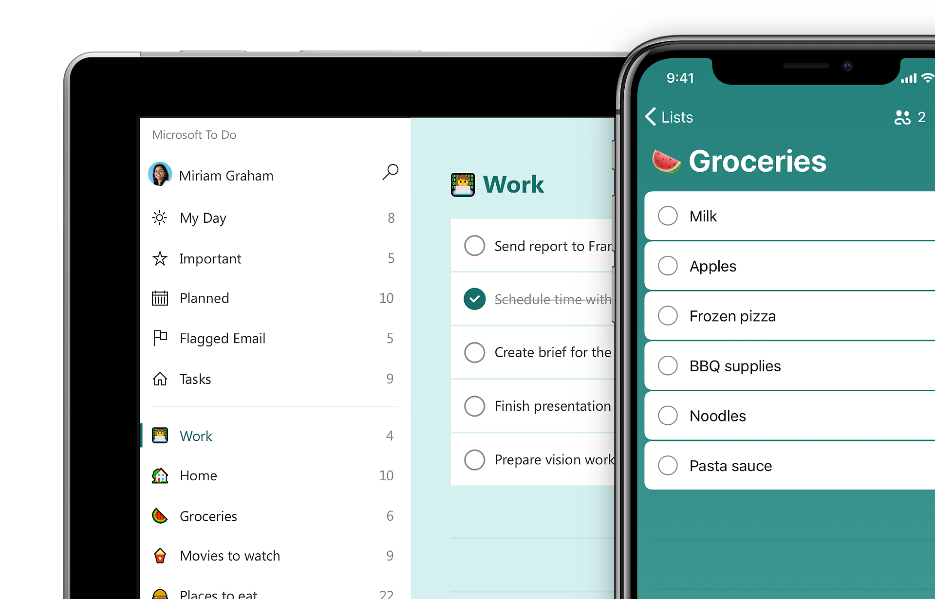 Microsoft To Do
Miriam Graham
My Day 8
Important 5
Planned 10
Flagged Email 5
Tasks 9
Work 4
Home 10
Groceries 6
Movies to watch 9
Places to eat 22
Work
Send report to
Schedule time with
Create brief for the
Finish presentation
Prepare vision
9:41
Lists 2
Groceries
Milk
Apples
Frozen pizza
BBQ supplies
Noodles
Pasta sauce